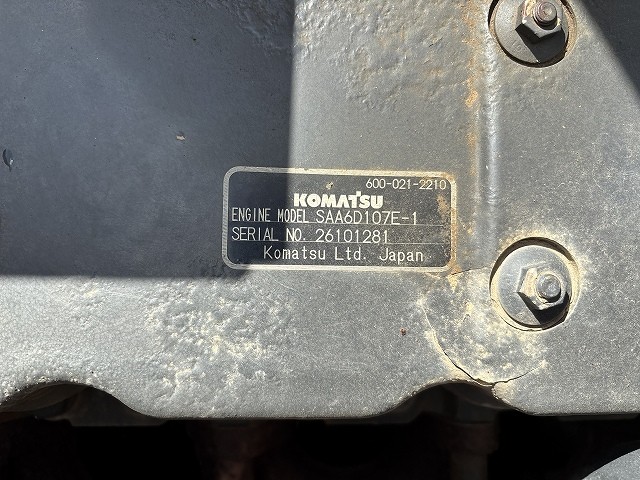 600-021-2210
KOMATSU
ENGINE MODEL SAA6D107E-1
SERIAL NO. 26101281
Komatsu Ltd. Japan